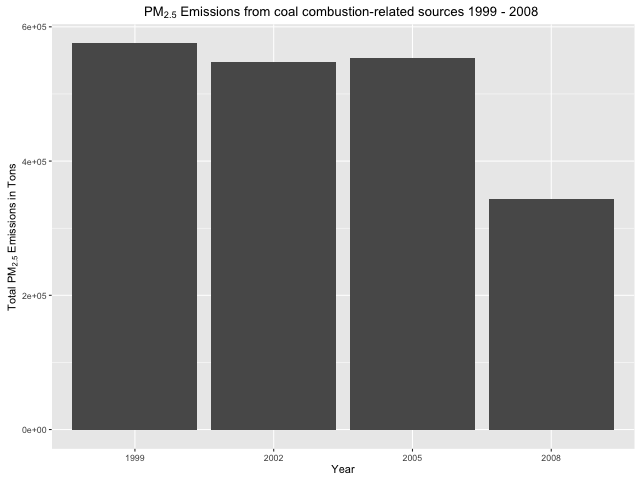 PM2.5 Emissions from coal combustion-related sources 1999 - 2008
6e+05
4e+05
2e+05
0e+00
Total PM2.5 Emissions in Tons
1999 2002 2005 2008
Year